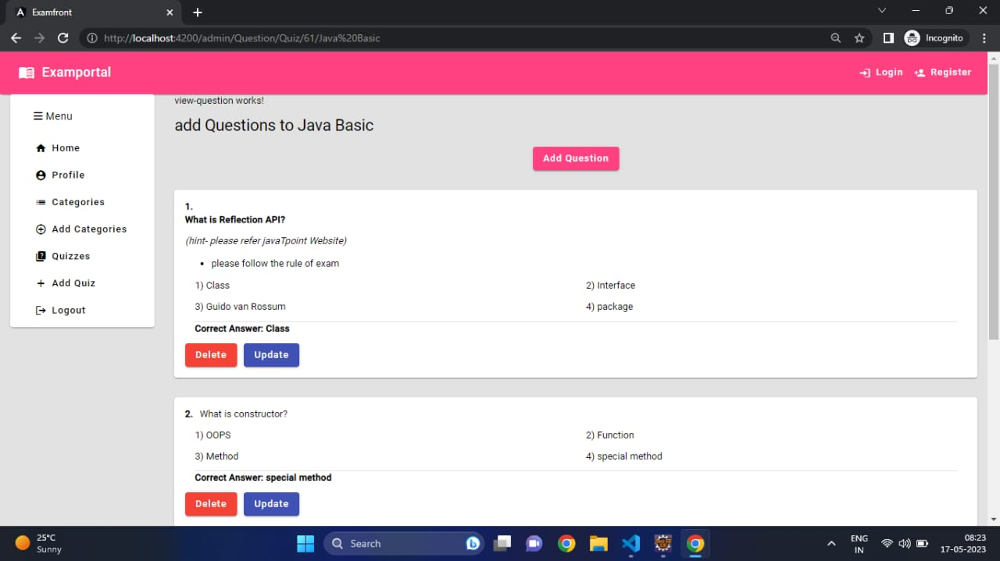 Examfront
http://localhost:4200/admin/Question/Quiz/61/Java%20Basic
Incognito
Examportal
Login
Register
Menu
Home
Profile
Categories
Add Categories
Quizzes
Add Quiz
Logout
view-question works!
add Questions to Java Basic
Add Question
1.
What is Reflection API?
(hint- please refer javaTpoint Website)
• please follow the rule of exam
1) Class
2) Interface
3) Guido van Rossum
4) package
Correct Answer: Class
Delete
Update
2. What is constructor?
1) OOPS
2) Function
3) Method
4) special method
Correct Answer: special method
Delete
Update
25°C
Sunny
Search
ENG
IN
08:23
17-05-2023